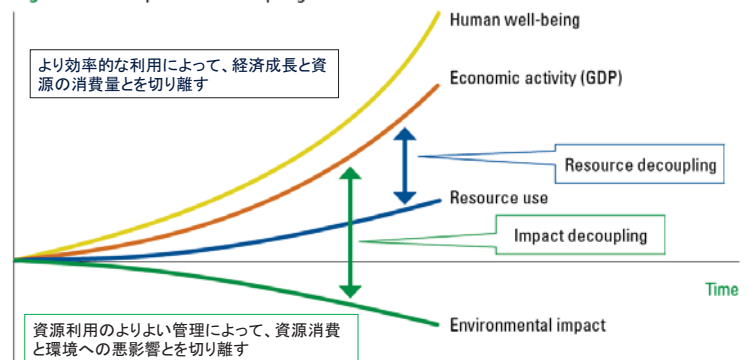 Human well-being
より効率的な利用によって、経済成長と資
源の消費量とを切り離す
Economic activity (GDP)
Resource decoupling
Resource use
Impact decoupling
Time
Environmental impact
資源利用のよりよい管理によって、資源消費
と環境への悪影響とを切り離す